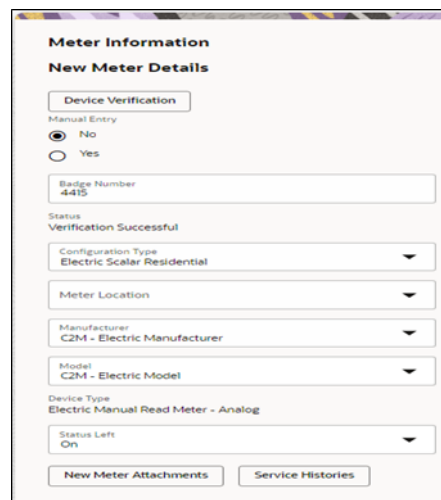 Meter Information
New Meter Details
Device Verification
Manual Entry
No
Yes
Badge Number
4415
Status
Verification Successful
Configuration Type
Electric Scalar Residential
Meter Location
Manufacturer
C2M - Electric Manufacturer
Model
C2M - Electric Model
Device Type
Electric Manual Read Meter - Analog
Status Left
On
New Meter Attachments Service Histories